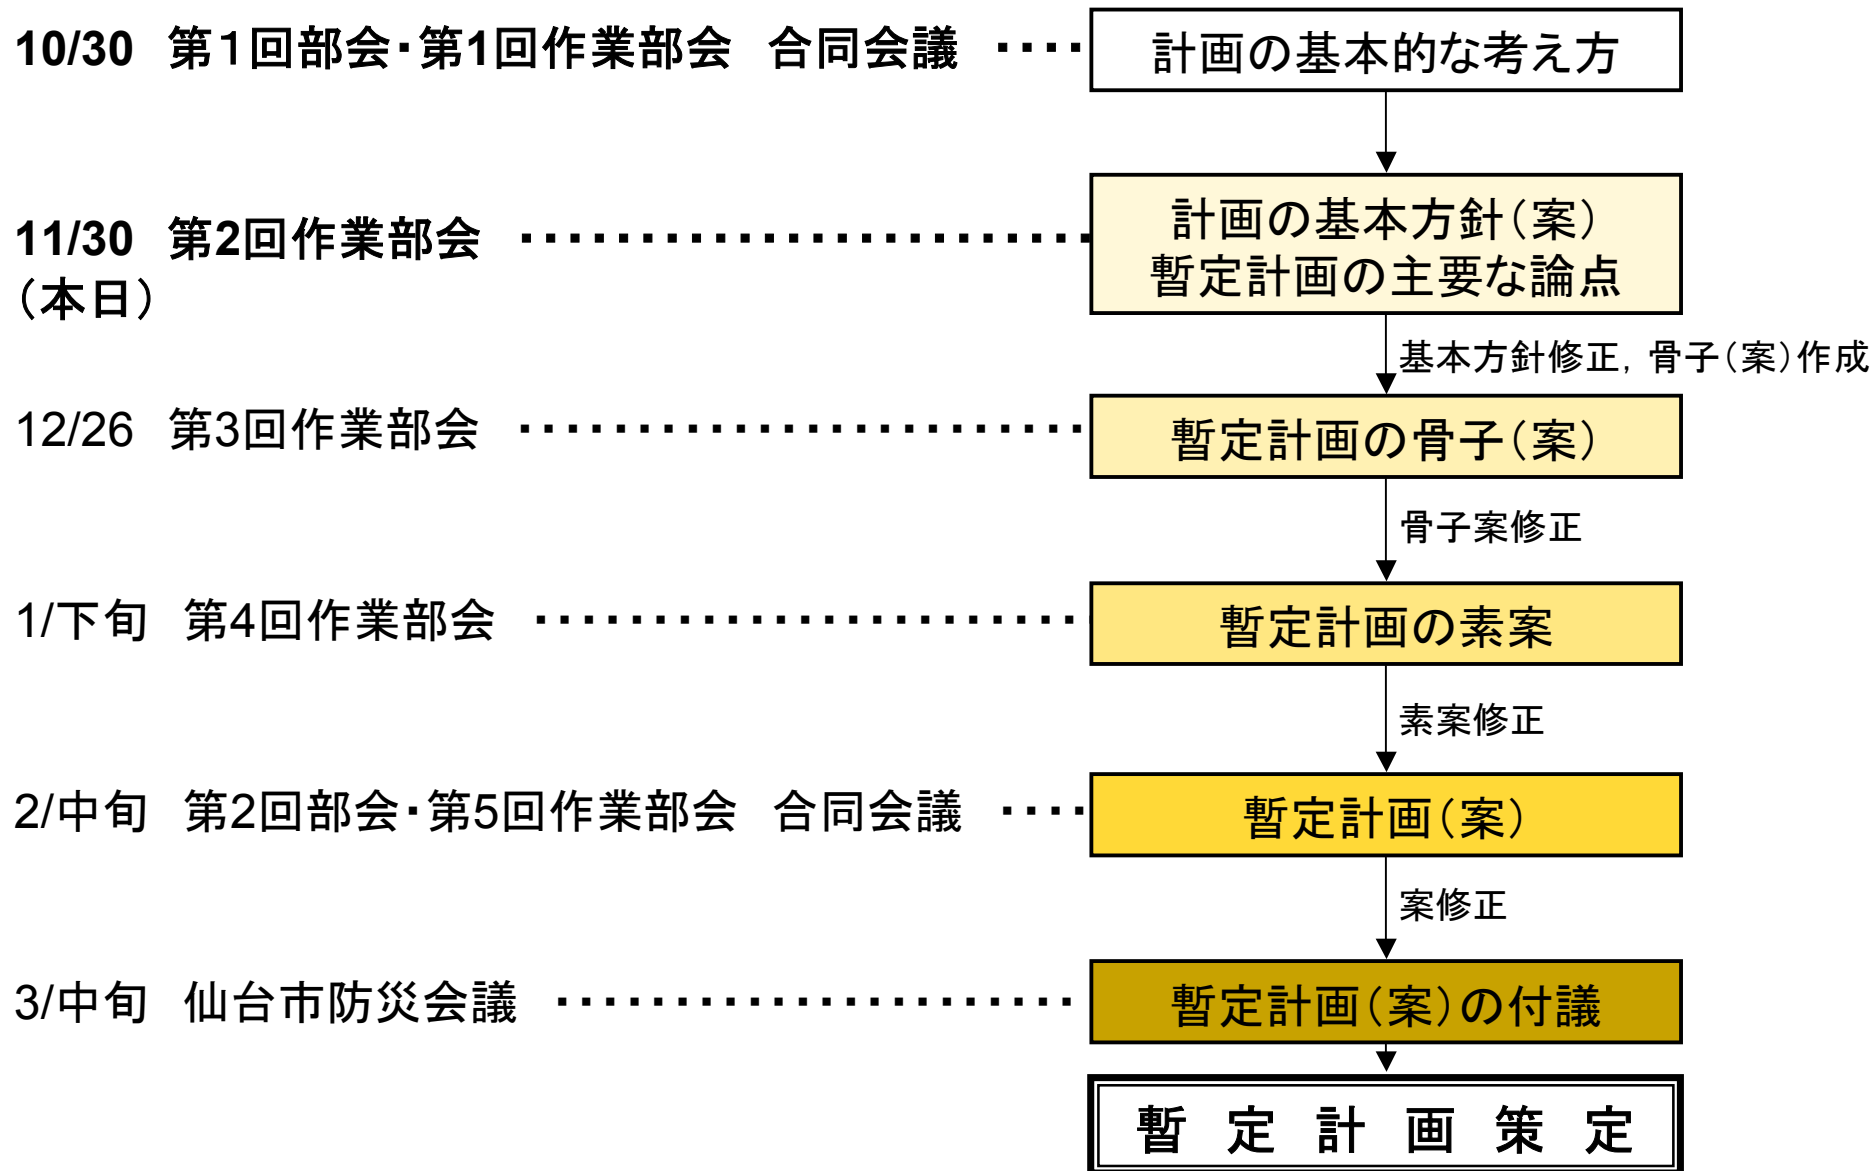 10/30　第１回部会・第1回作業部会　合同会議　‥‥　計画の基本的な考え方
計画の基本方針（案）
11/30　第2回作業部会
（本日）
暫定計画の主要な論点
基本方針修正，骨子（案）作成
12/26　第3回作業部会　暫定計画の骨子（案）
骨子案修正
1/下旬　第4回作業部会　暫定計画の素案
素案修正
2/中旬　第2回部会・第5回作業部会　合同会議　‥‥　暫定計画（案）
案修正
3/中旬　仙台市防災会議　暫定計画（案）の付議
暫　定　計　画　策　定